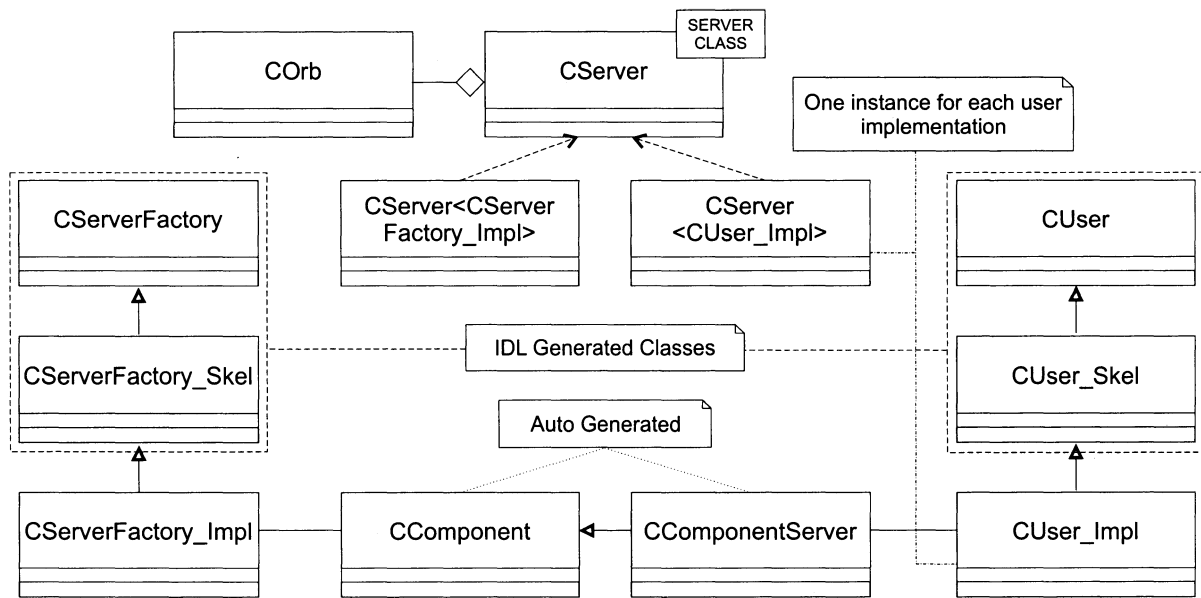 SERVER
CLASS
COrb
CServer
One instance for each user
implementation
CServerFactory
CServer<CServer
Factory_Impl>
CServer
<CUser_Impl>
CUser
IDL Generated Classes
CServerFactory_Skel
CUser_Skel
Auto Generated
CServerFactory_Impl
CComponent
CComponentServer
CUser_Impl